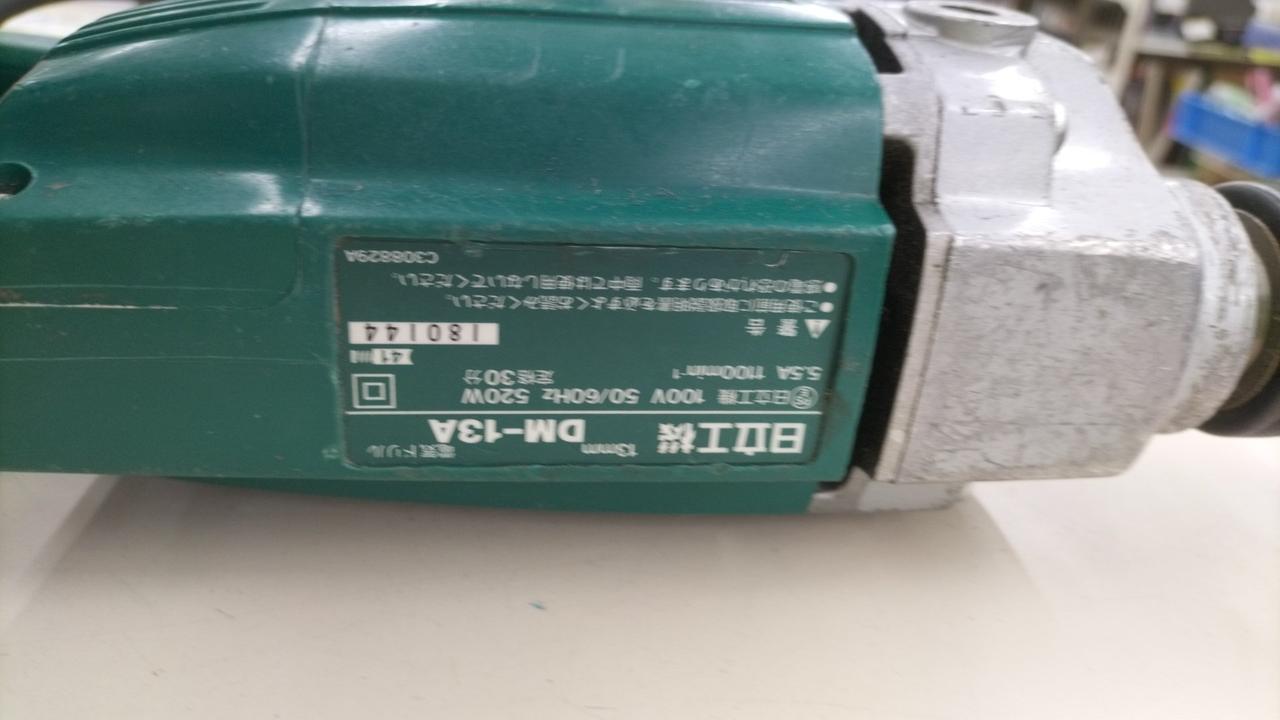 日立工機 13mm DM-13A 電気ドリル
日立工機 100V 50/60Hz 520W
5.5A 1100min⁻¹ 定格30分
180144
⚠ 警告
●ご使用前に取扱説明書を必ずよくお読みください。
●感電の恐れがあります。雨中では使用しないでください。
C308829A